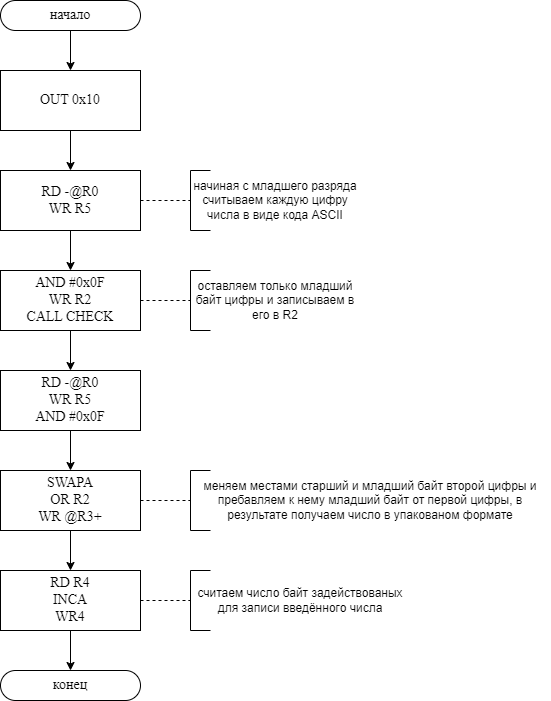 начало
OUT 0x10
RD -@R0
WR R5
начиная с младшего разряда
считываем каждую цифру
числа в виде кода ASCII
AND #0x0F
WR R2
CALL CHECK
оставляем только младший
байт цифры и записываем в
его в R2
RD -@R0
WR R5
AND #0x0F
SWAPA
OR R2
WR @R3+
меняем местами старший и младший байт второй цифры и
пребавляем к нему младший байт от первой цифры, в
результате получаем число в упакованом формате
RD R4
INCA
WR4
считаем число байт задействованых
для записи введённого числа
конец